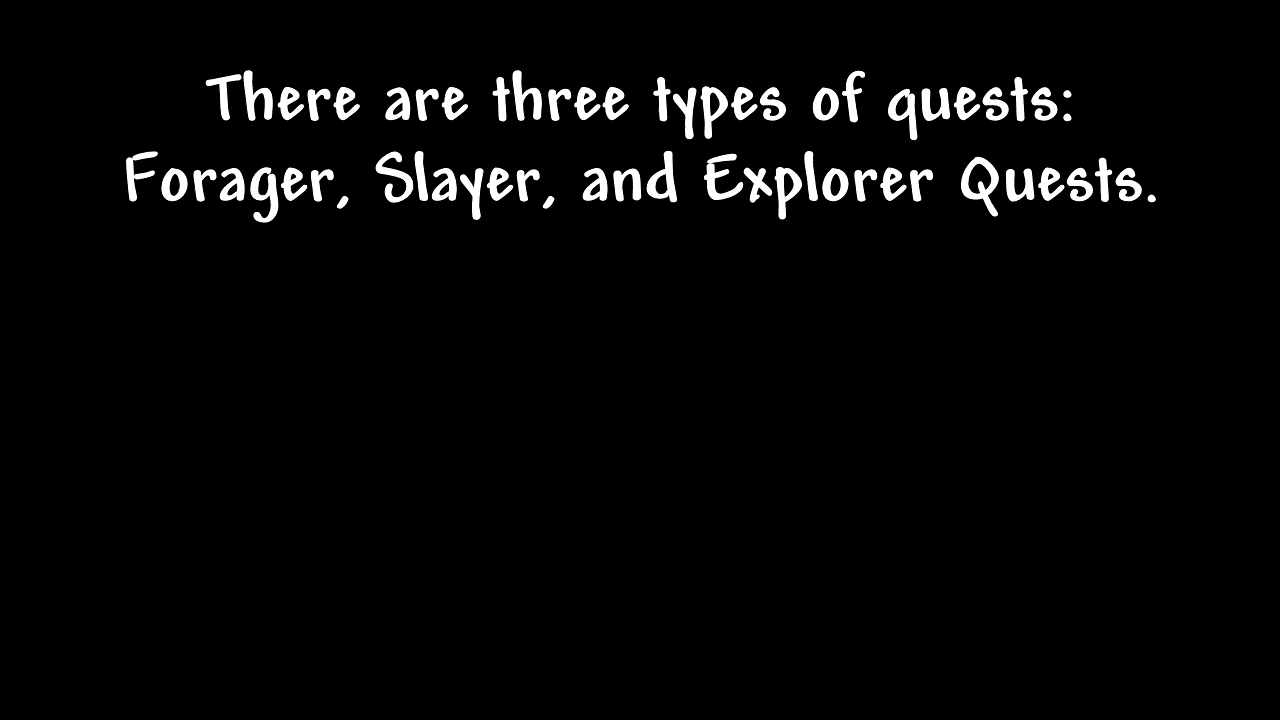 There are three types of quests:
Forager, Slayer, and Explorer Quests.